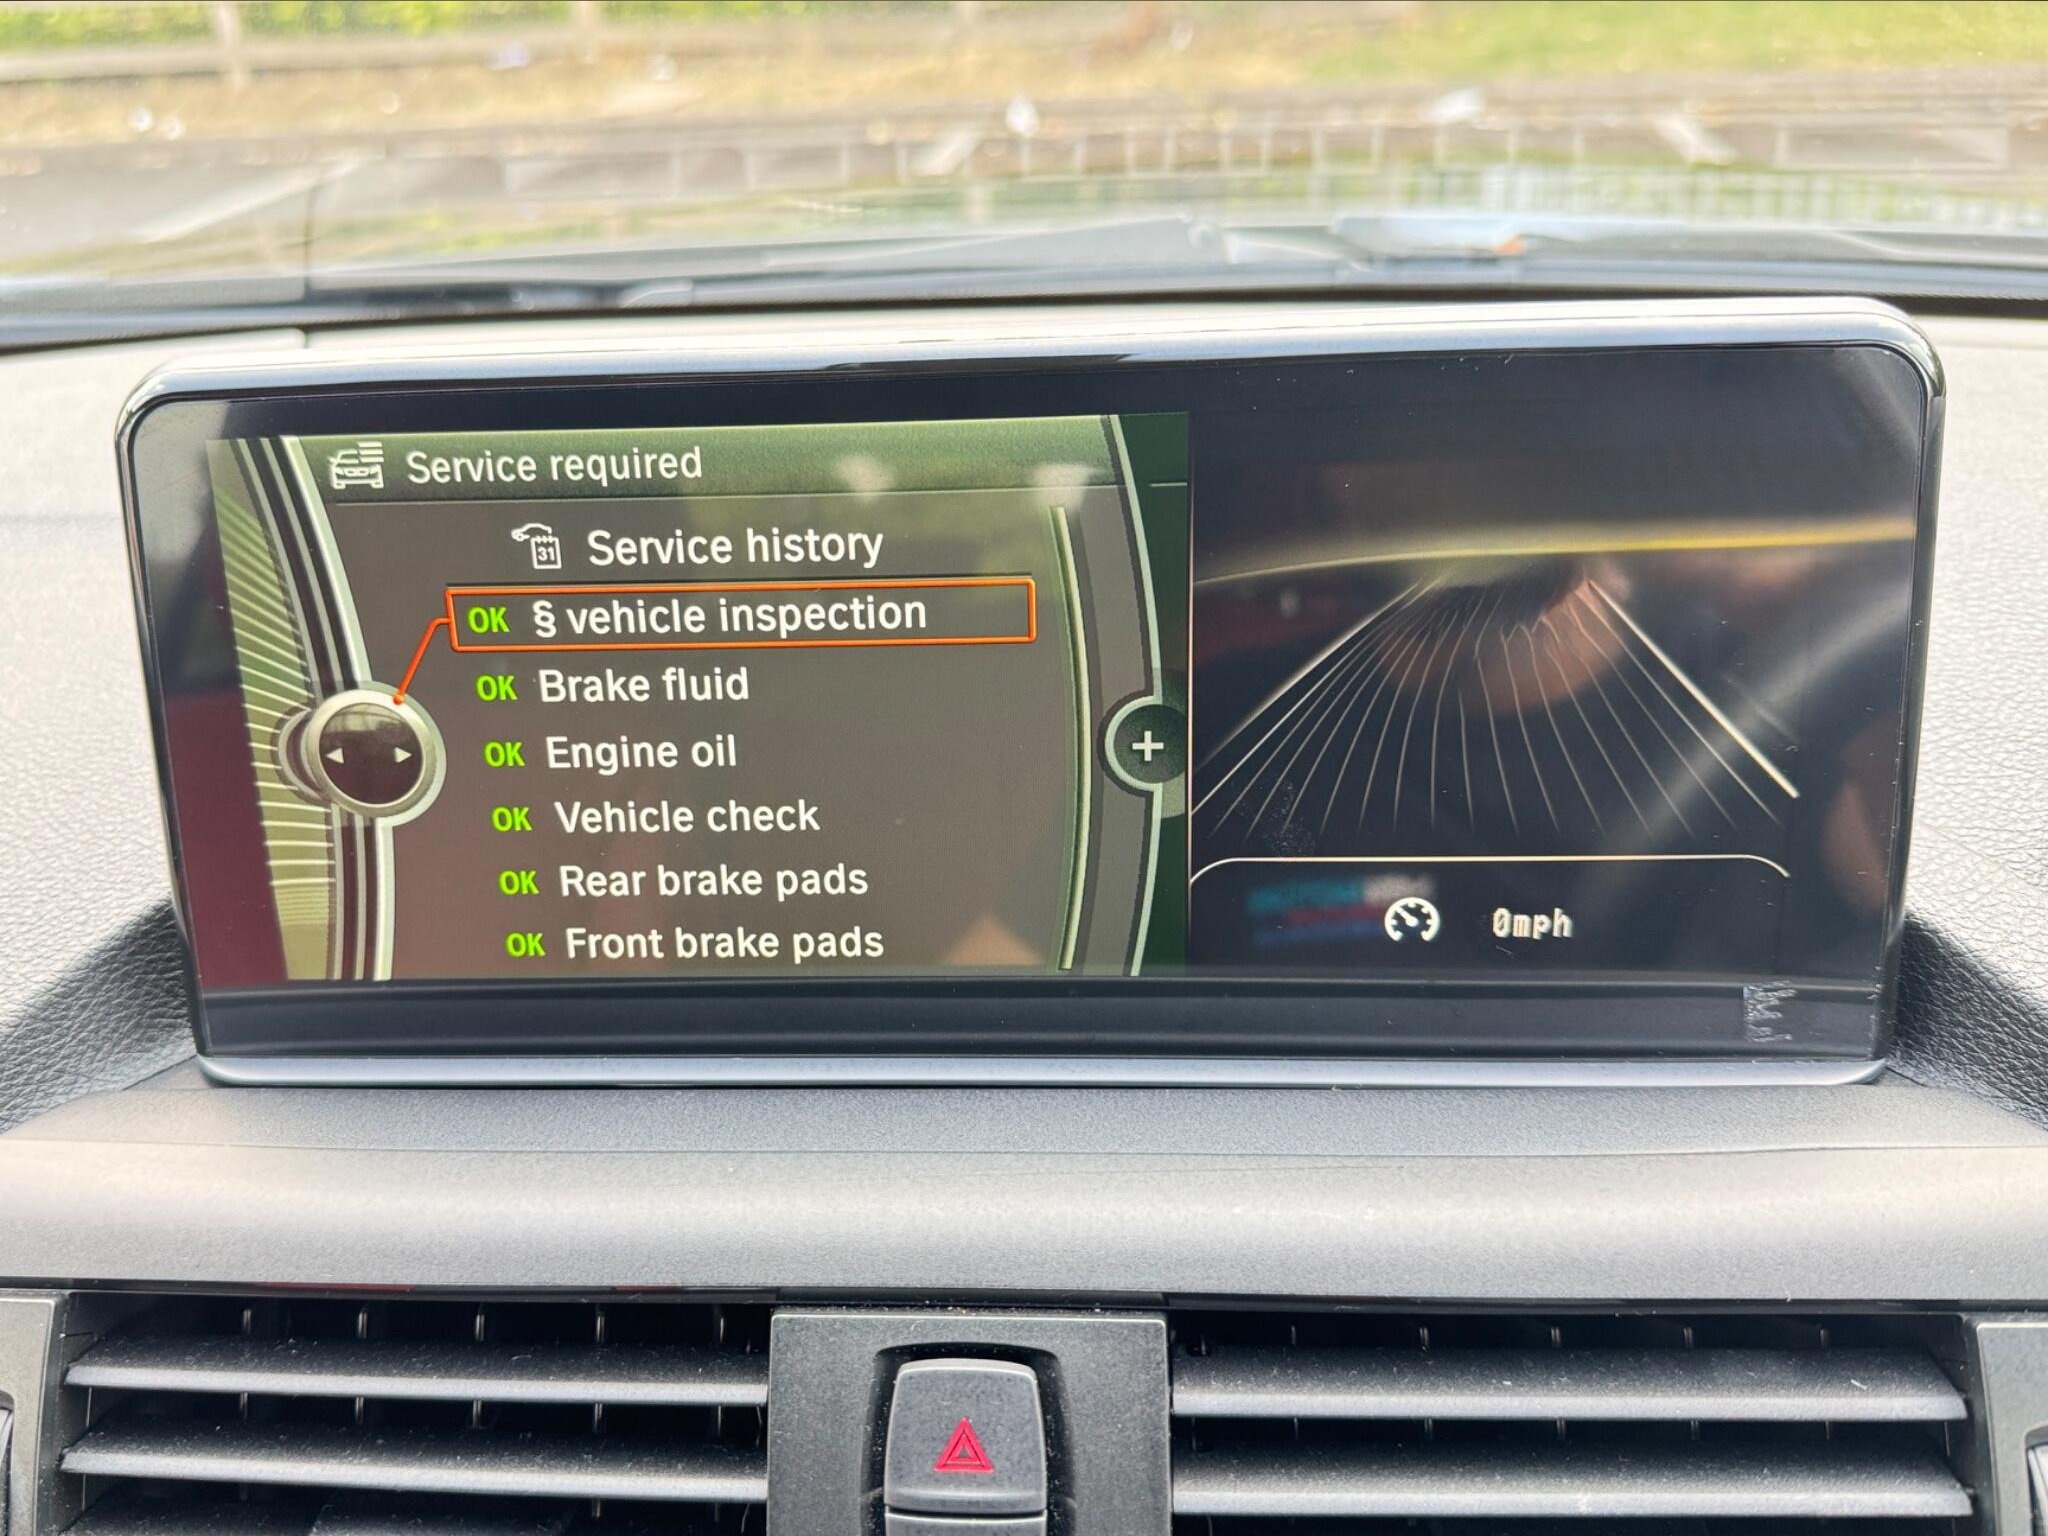 Service required
31 Service history
OK § vehicle inspection
OK Brake fluid
OK Engine oil
OK Vehicle check
OK Rear brake pads
OK Front brake pads
+
0mph